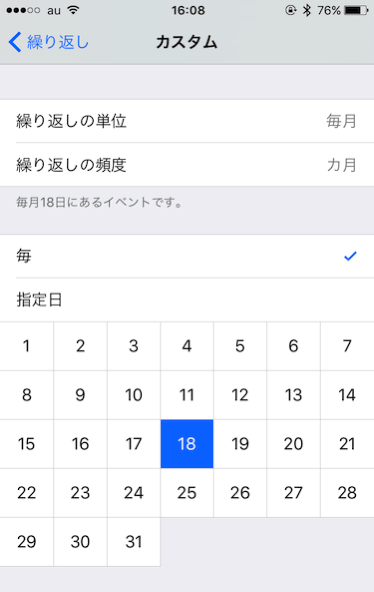 au 16:08 76%
繰り返し カスタム
繰り返しの単位 毎月
繰り返しの頻度 カ月
毎月18日にあるイベントです。
毎
指定日
1 2 3 4 5 6 7
8 9 10 11 12 13 14
15 16 17 18 19 20 21
22 23 24 25 26 27 28
29 30 31